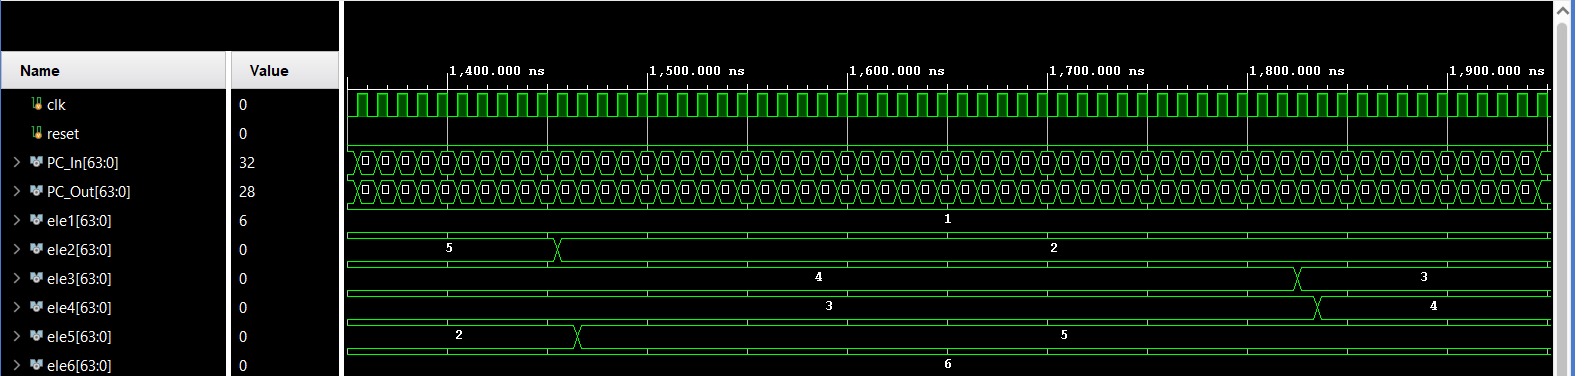 Name Value
1,400.000 ns 1,500.000 ns 1,600.000 ns 1,700.000 ns 1,800.000 ns 1,900.000 ns
clk 0
reset 0
PC_In[63:0] 32
PC_Out[63:0] 28
ele1[63:0] 6 1
ele2[63:0] 0 5 2
ele3[63:0] 0 4 3
ele4[63:0] 0 3 4
ele5[63:0] 0 2 5
ele6[63:0] 0 6